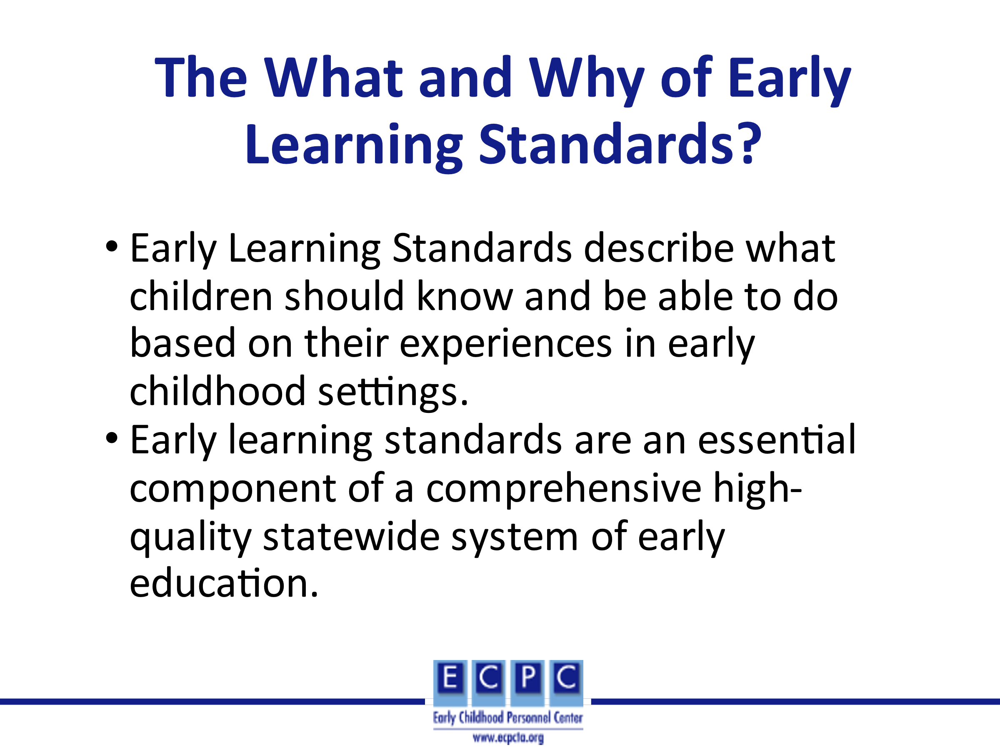 The What and Why of Early
Learning Standards?
• Early Learning Standards describe what
children should know and be able to do
based on their experiences in early
childhood settings.
• Early learning standards are an essential
component of a comprehensive high-
quality statewide system of early
education.
E C P C
Early Childhood Personnel Center
www.ecpcta.org